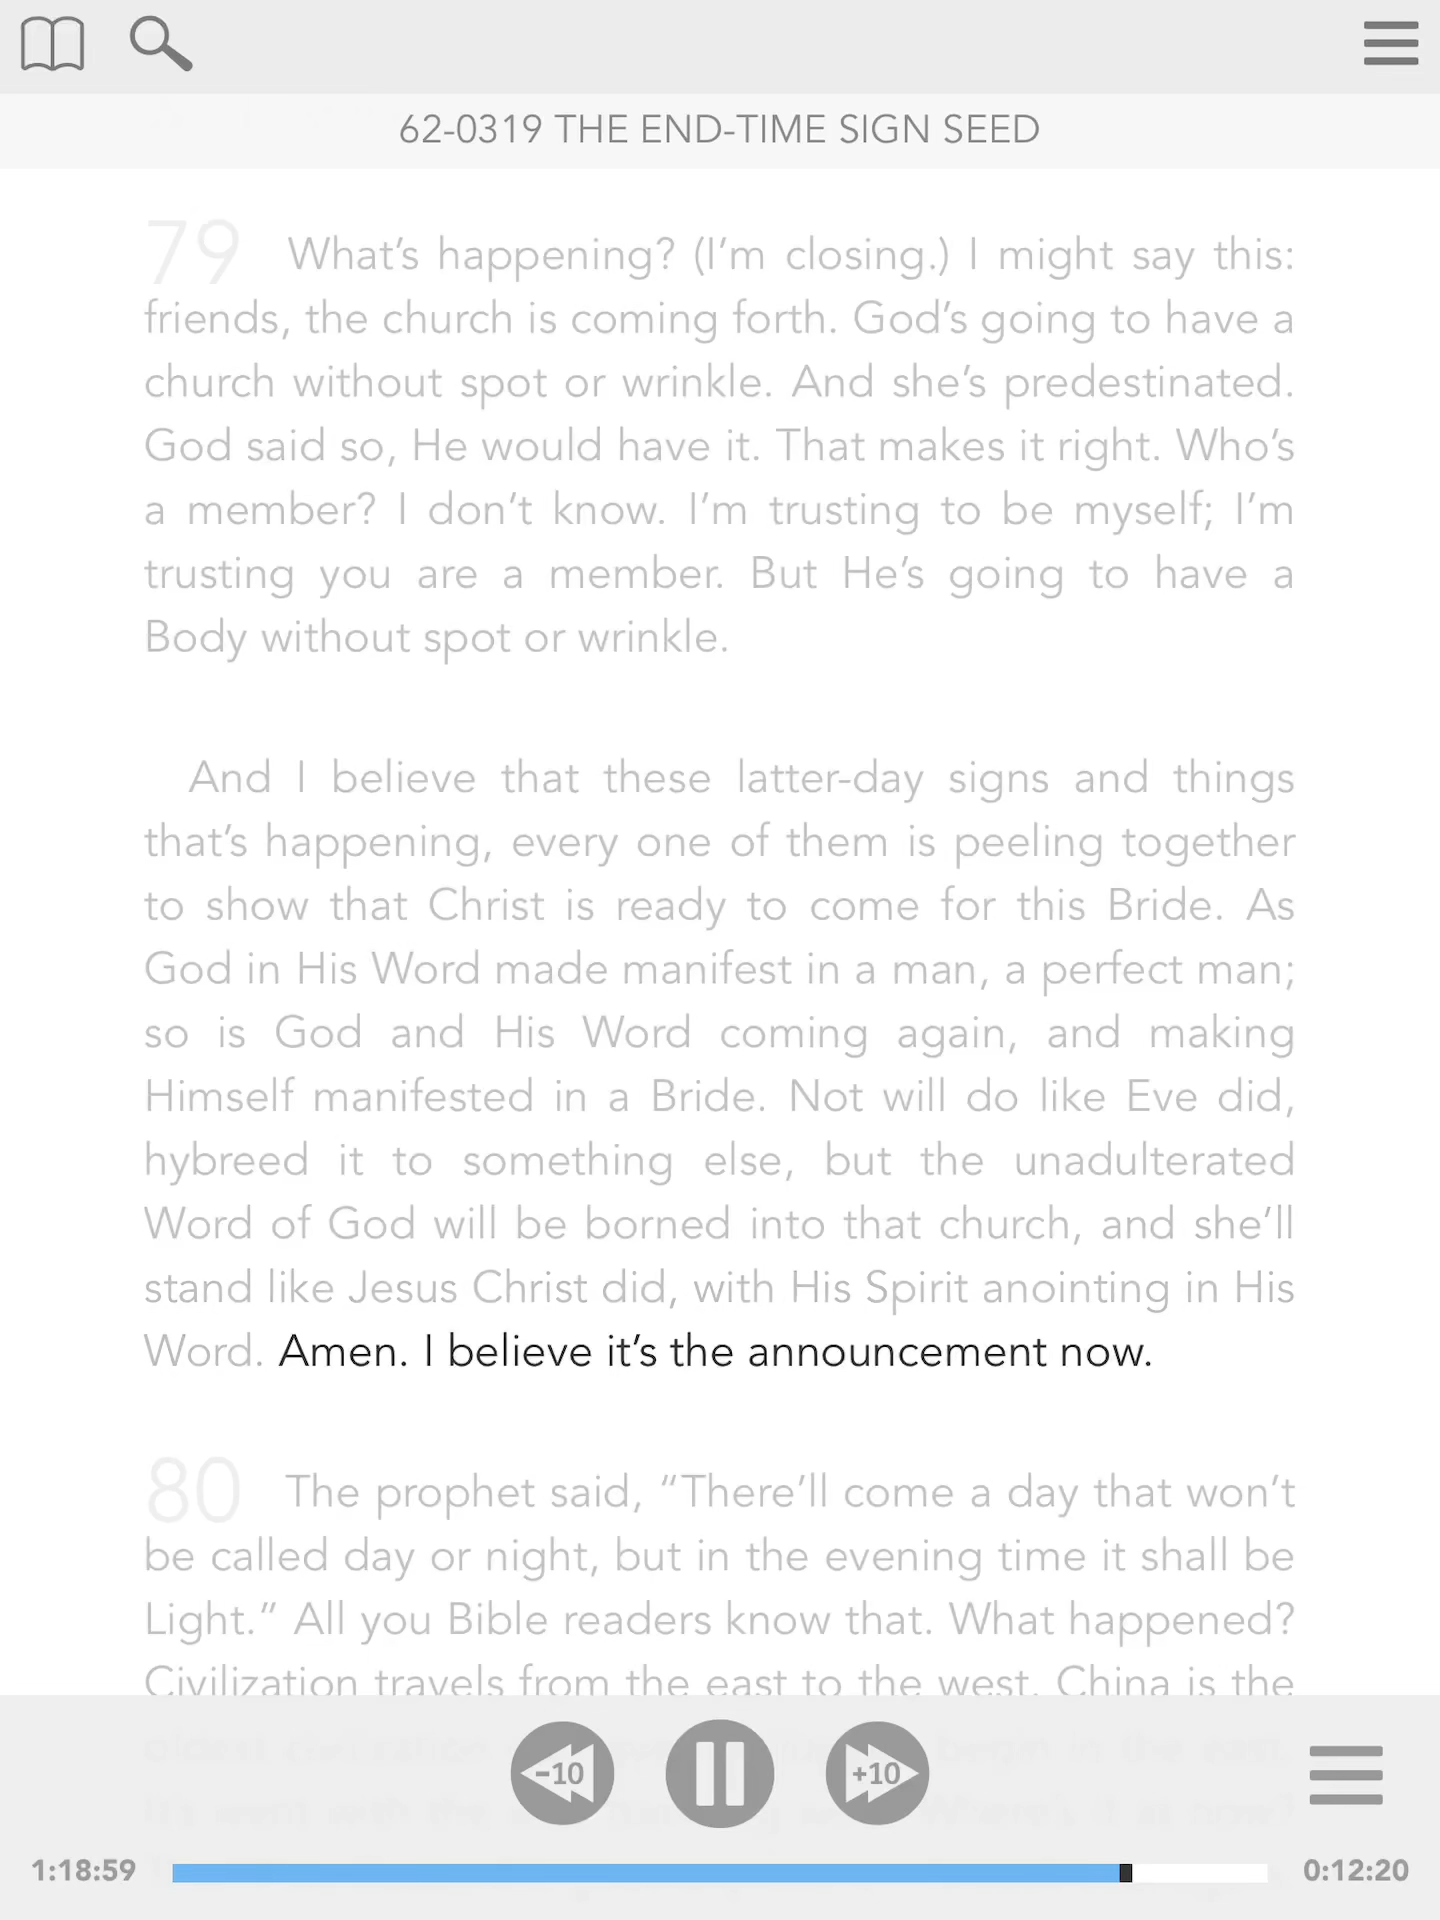 62-0319 THE END-TIME SIGN SEED
79 What’s happening? (I’m closing.) I might say this:
friends, the church is coming forth. God’s going to have a
church without spot or wrinkle. And she’s predestinated.
God said so, He would have it. That makes it right. Who’s
a member? I don’t know. I’m trusting to be myself; I’m
trusting you are a member. But He’s going to have a
Body without spot or wrinkle.
And I believe that these latter-day signs and things
that’s happening, every one of them is peeling together
to show that Christ is ready to come for this Bride. As
God in His Word made manifest in a man, a perfect man;
so is God and His Word coming again, and making
Himself manifested in a Bride. Not will do like Eve did,
hybreed it to something else, but the unadulterated
Word of God will be borned into that church, and she’ll
stand like Jesus Christ did, with His Spirit anointing in His
Word. Amen. I believe it’s the announcement now.
80 The prophet said, “There’ll come a day that won’t
be called day or night, but in the evening time it shall be
Light.” All you Bible readers know that. What happened?
Civilization travels from the east to the west. China is the
-10 +10
1:18:59 0:12:20